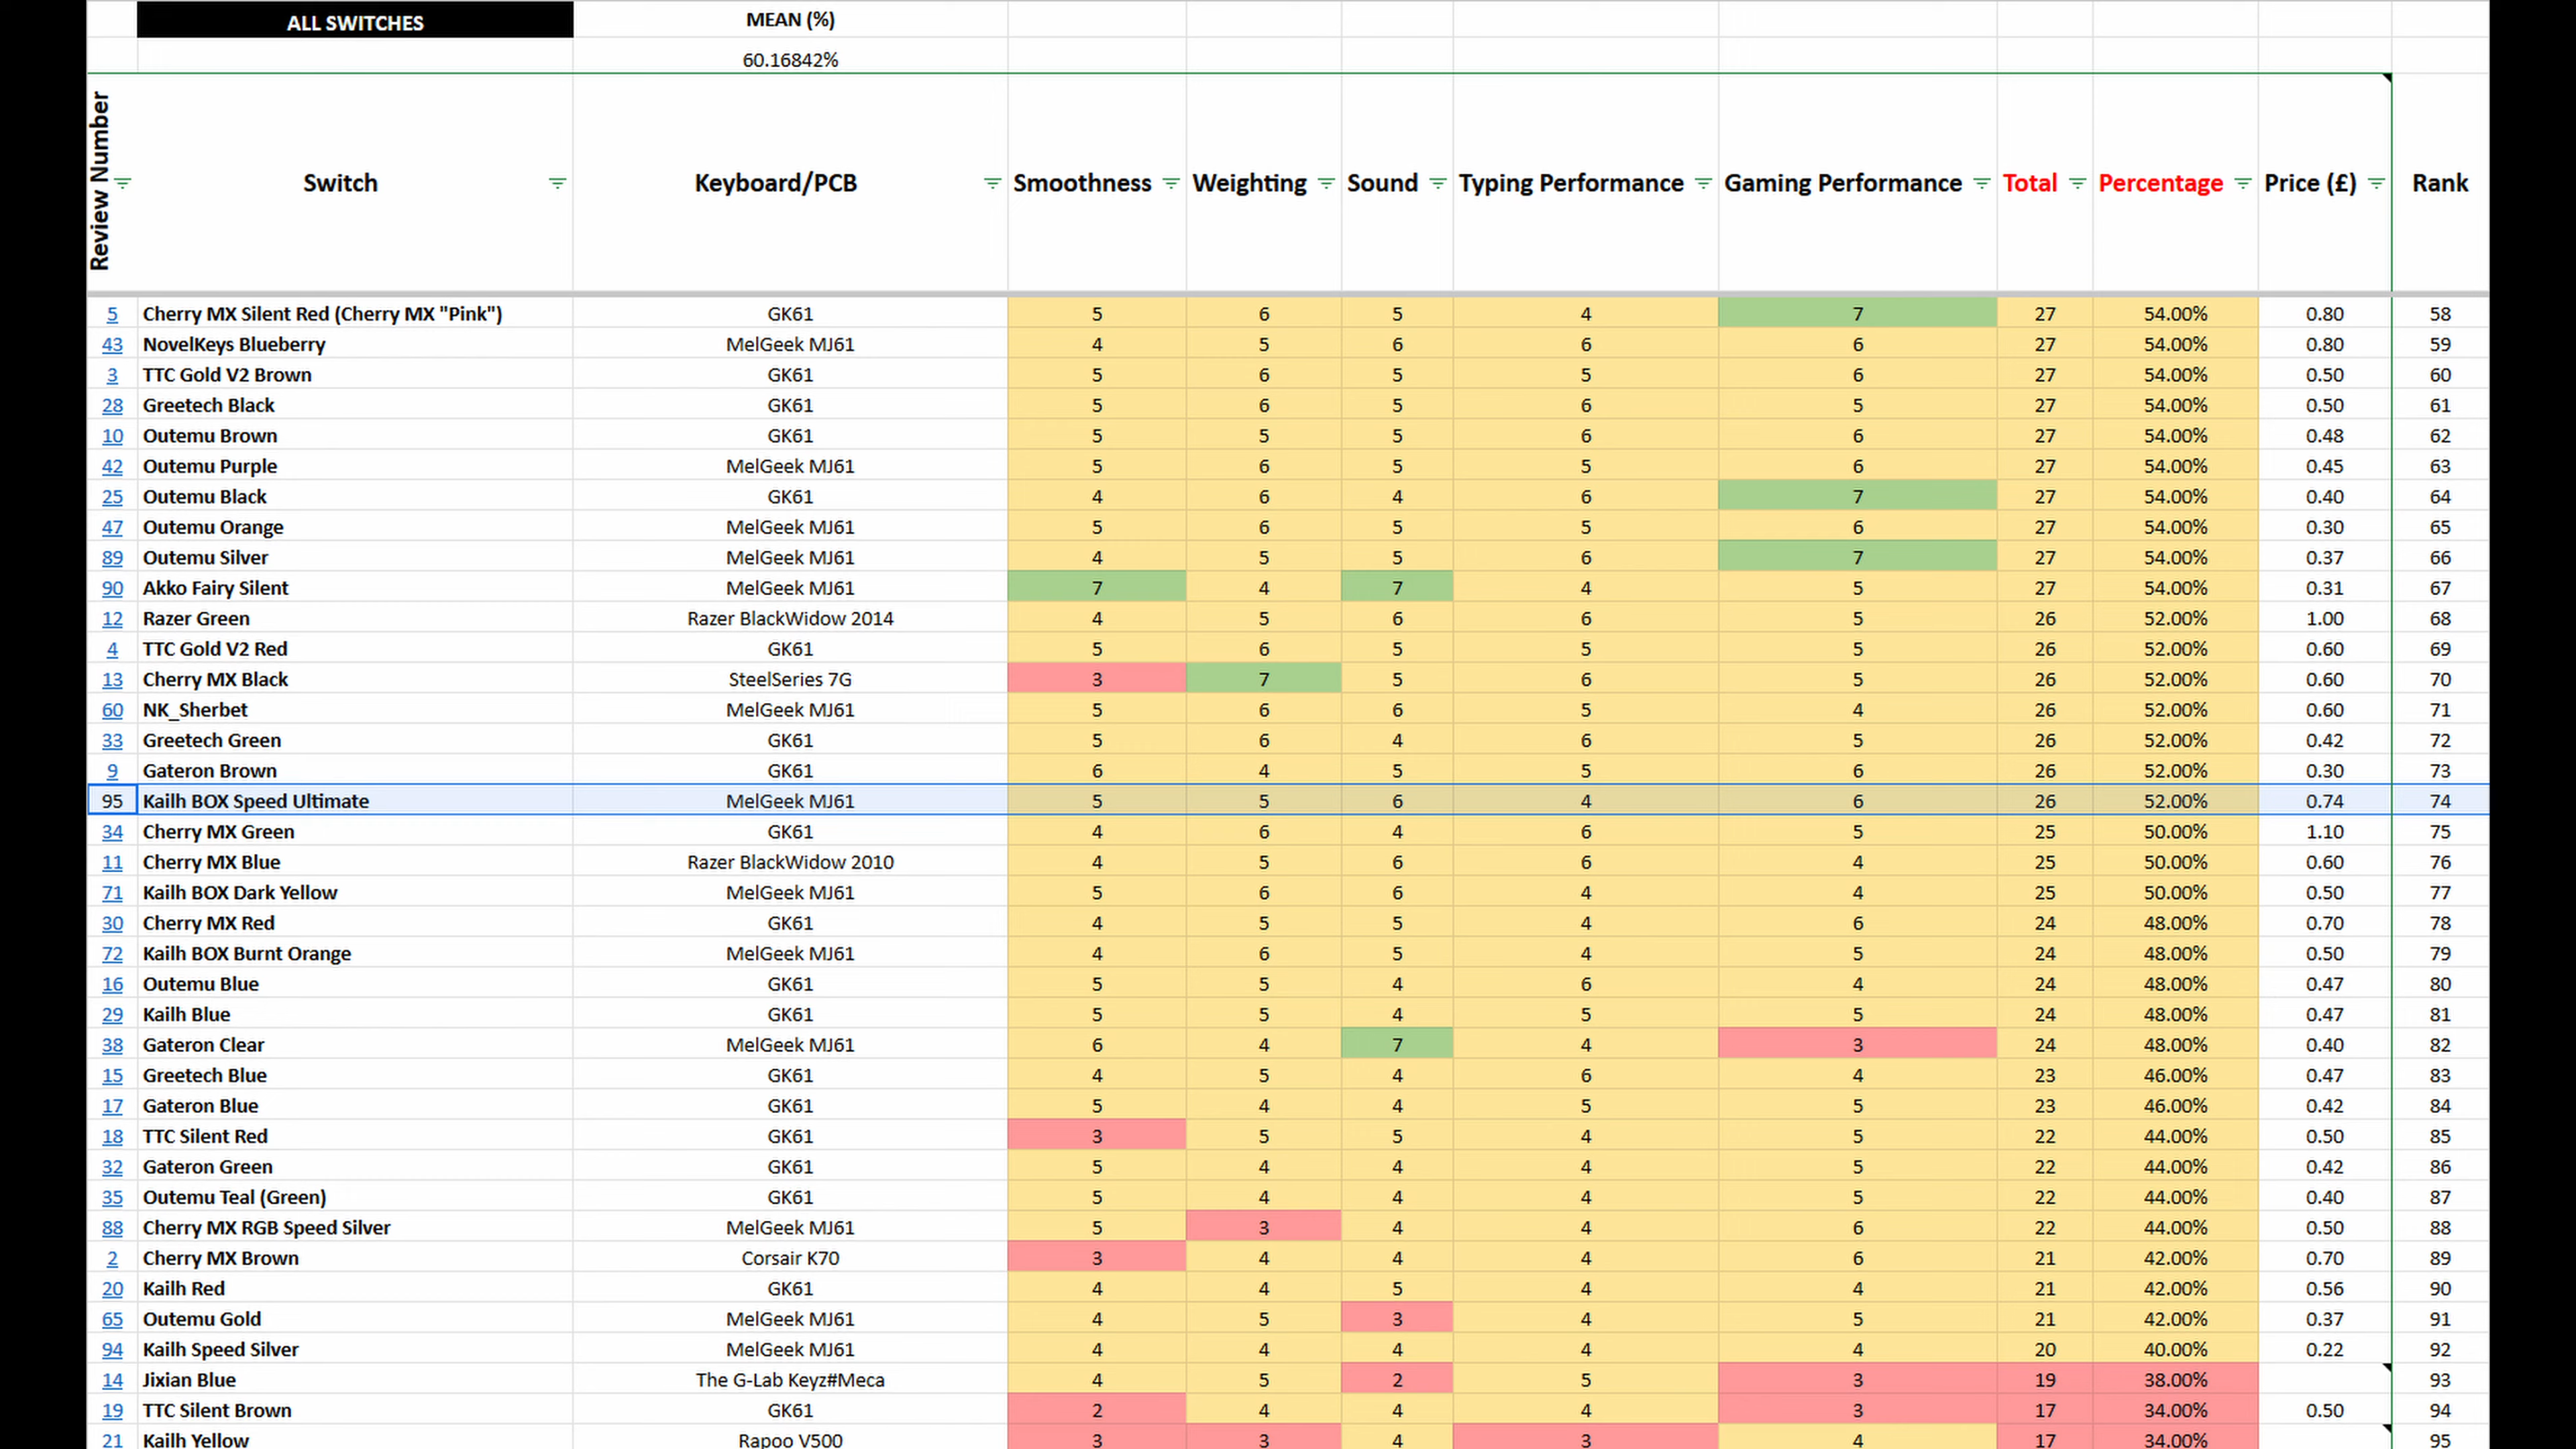 ALL SWITCHES MEAN (%)
60.16842%
Review Number Switch Keyboard/PCB Smoothness Weighting Sound Typing Performance Gaming Performance Total Percentage Price (£) Rank
5 Cherry MX Silent Red (Cherry MX "Pink") GK61 5 6 5 4 7 27 54.00% 0.80 58
43 NovelKeys Blueberry MelGeek MJ61 4 5 6 6 6 27 54.00% 0.80 59
3 TTC Gold V2 Brown GK61 5 6 5 5 6 27 54.00% 0.50 60
28 Greetech Black GK61 5 6 5 6 5 27 54.00% 0.50 61
10 Outemu Brown GK61 5 5 5 6 6 27 54.00% 0.48 62
42 Outemu Purple MelGeek MJ61 5 6 5 5 6 27 54.00% 0.45 63
25 Outemu Black GK61 4 6 4 6 7 27 54.00% 0.40 64
47 Outemu Orange MelGeek MJ61 5 6 5 5 6 27 54.00% 0.30 65
89 Outemu Silver MelGeek MJ61 4 5 5 6 7 27 54.00% 0.37 66
90 Akko Fairy Silent MelGeek MJ61 7 4 7 4 5 27 54.00% 0.31 67
12 Razer Green Razer BlackWidow 2014 4 5 6 6 5 26 52.00% 1.00 68
4 TTC Gold V2 Red GK61 5 6 5 5 5 26 52.00% 0.60 69
13 Cherry MX Black SteelSeries 7G 3 7 5 6 5 26 52.00% 0.60 70
60 NK_Sherbet MelGeek MJ61 5 6 6 5 4 26 52.00% 0.60 71
33 Greetech Green GK61 5 6 4 6 5 26 52.00% 0.42 72
9 Gateron Brown GK61 6 4 5 5 6 26 52.00% 0.30 73
95 Kailh BOX Speed Ultimate MelGeek MJ61 5 5 6 4 6 26 52.00% 0.74 74
34 Cherry MX Green GK61 4 6 4 6 5 25 50.00% 1.10 75
11 Cherry MX Blue Razer BlackWidow 2010 4 5 6 6 4 25 50.00% 0.60 76
71 Kailh BOX Dark Yellow MelGeek MJ61 5 6 6 4 4 25 50.00% 0.50 77
30 Cherry MX Red GK61 4 5 5 4 6 24 48.00% 0.70 78
72 Kailh BOX Burnt Orange MelGeek MJ61 4 6 5 4 5 24 48.00% 0.50 79
16 Outemu Blue GK61 5 5 4 6 4 24 48.00% 0.47 80
29 Kailh Blue GK61 5 5 4 5 5 24 48.00% 0.47 81
38 Gateron Clear MelGeek MJ61 6 4 7 4 3 24 48.00% 0.40 82
15 Greetech Blue GK61 4 5 4 6 4 23 46.00% 0.47 83
17 Gateron Blue GK61 5 4 4 5 5 23 46.00% 0.42 84
18 TTC Silent Red GK61 3 5 5 4 5 22 44.00% 0.50 85
32 Gateron Green GK61 5 4 4 4 5 22 44.00% 0.42 86
35 Outemu Teal (Green) GK61 5 4 4 4 5 22 44.00% 0.40 87
88 Cherry MX RGB Speed Silver MelGeek MJ61 5 3 4 4 6 22 44.00% 0.50 88
2 Cherry MX Brown Corsair K70 3 4 4 4 6 21 42.00% 0.70 89
20 Kailh Red GK61 4 4 5 4 4 21 42.00% 0.56 90
65 Outemu Gold MelGeek MJ61 4 5 3 4 5 21 42.00% 0.37 91
94 Kailh Speed Silver MelGeek MJ61 4 4 4 4 4 20 40.00% 0.22 92
14 Jixian Blue The G-Lab Keyz#Meca 4 5 2 5 3 19 38.00% 93
19 TTC Silent Brown GK61 2 4 4 4 3 17 34.00% 0.50 94
21 Kailh Yellow Rapoo V500 3 3 4 3 4 17 34.00% 95